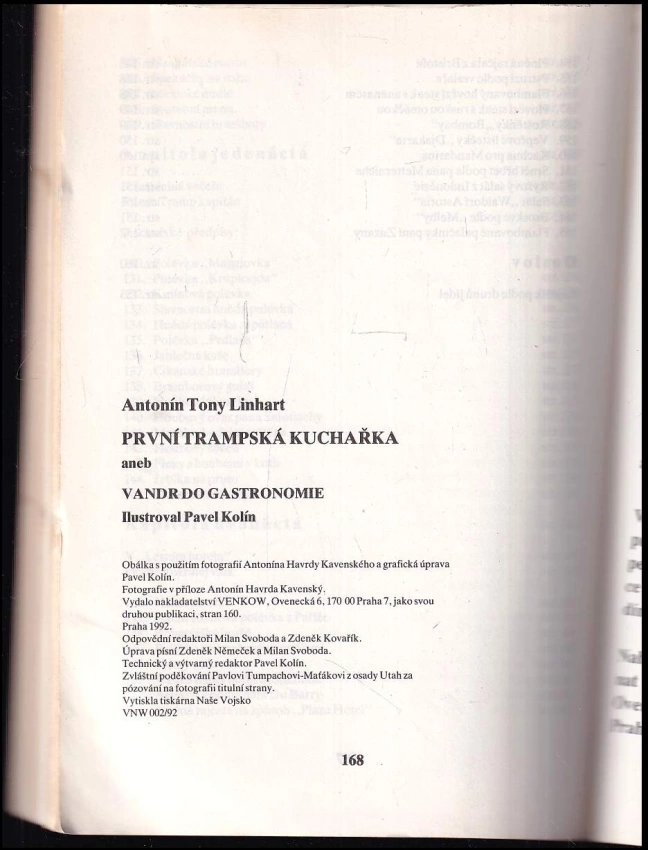 Antonín Tony Linhart
PRVNÍ TRAMPSKÁ KUCHAŘKA
aneb
VANDR DO GASTRONOMIE
Ilustroval Pavel Kolín
Obálka s použitím fotografií Antonína Havrdy Kavenského a grafická úprava
Pavel Kolín.
Fotografie v příloze Antonín Havrda Kavenský.
Vydalo nakladatelství VENKOW, Ovenecká 6, 170 00 Praha 7, jako svou
druhou publikaci, stran 160.
Praha 1992.
Odpovědní redaktoři Milan Svoboda a Zdeněk Kovařík.
Úprava písní Zdeněk Němeček a Milan Svoboda.
Technický a výtvarný redaktor Pavel Kolín.
Zvláštní poděkování Pavlovi Tumpachovi-Maťákovi z osady Utah za
pózování na fotografii titulní strany.
Vytiskla tiskárna Naše Vojsko
VNW 002/92
168